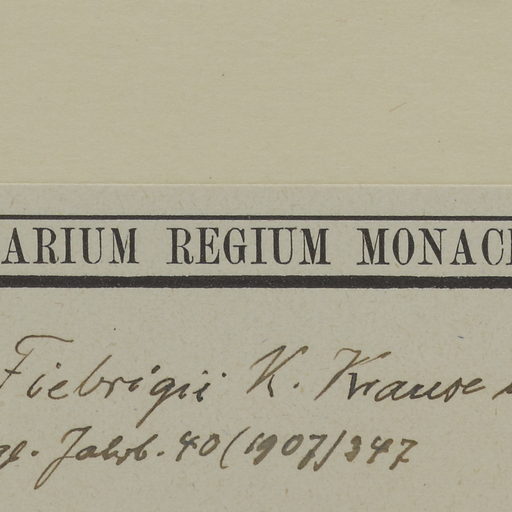 ARIUM REGIUM MONAC
Fiebrigii K. Krause
Jahrb. 40 (1907) 347